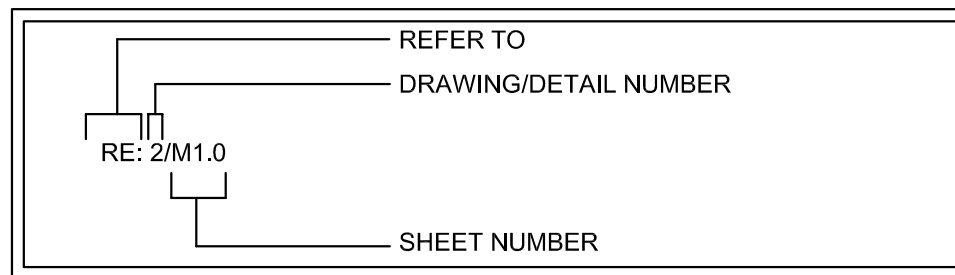 REFER TO
DRAWING/DETAIL NUMBER
RE: 2/M1.0
SHEET NUMBER